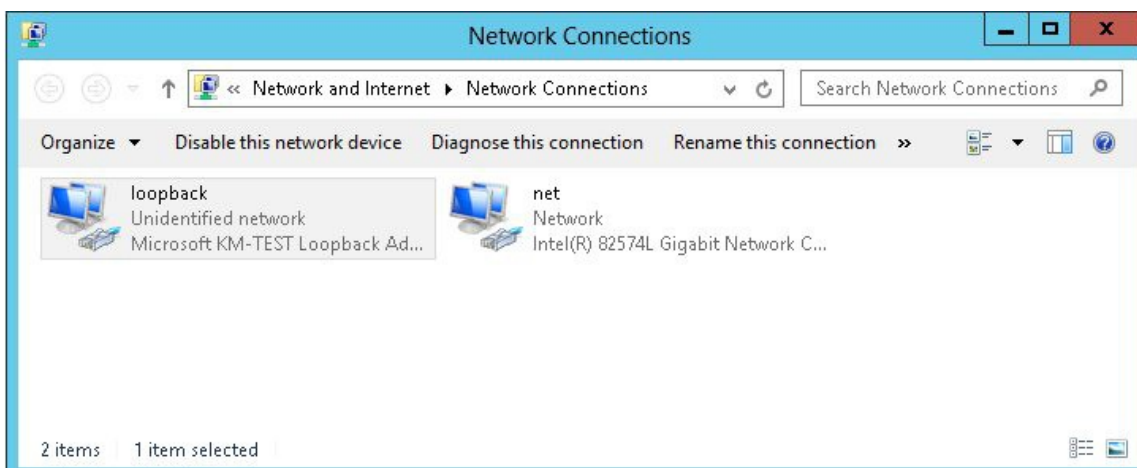 Network Connections
« Network and Internet ▸ Network Connections
Search Network Connections
Organize Disable this network device Diagnose this connection Rename this connection »
loopback
Unidentified network
Microsoft KM-TEST Loopback Ad...
net
Network
Intel(R) 82574L Gigabit Network C...
2 items 1 item selected